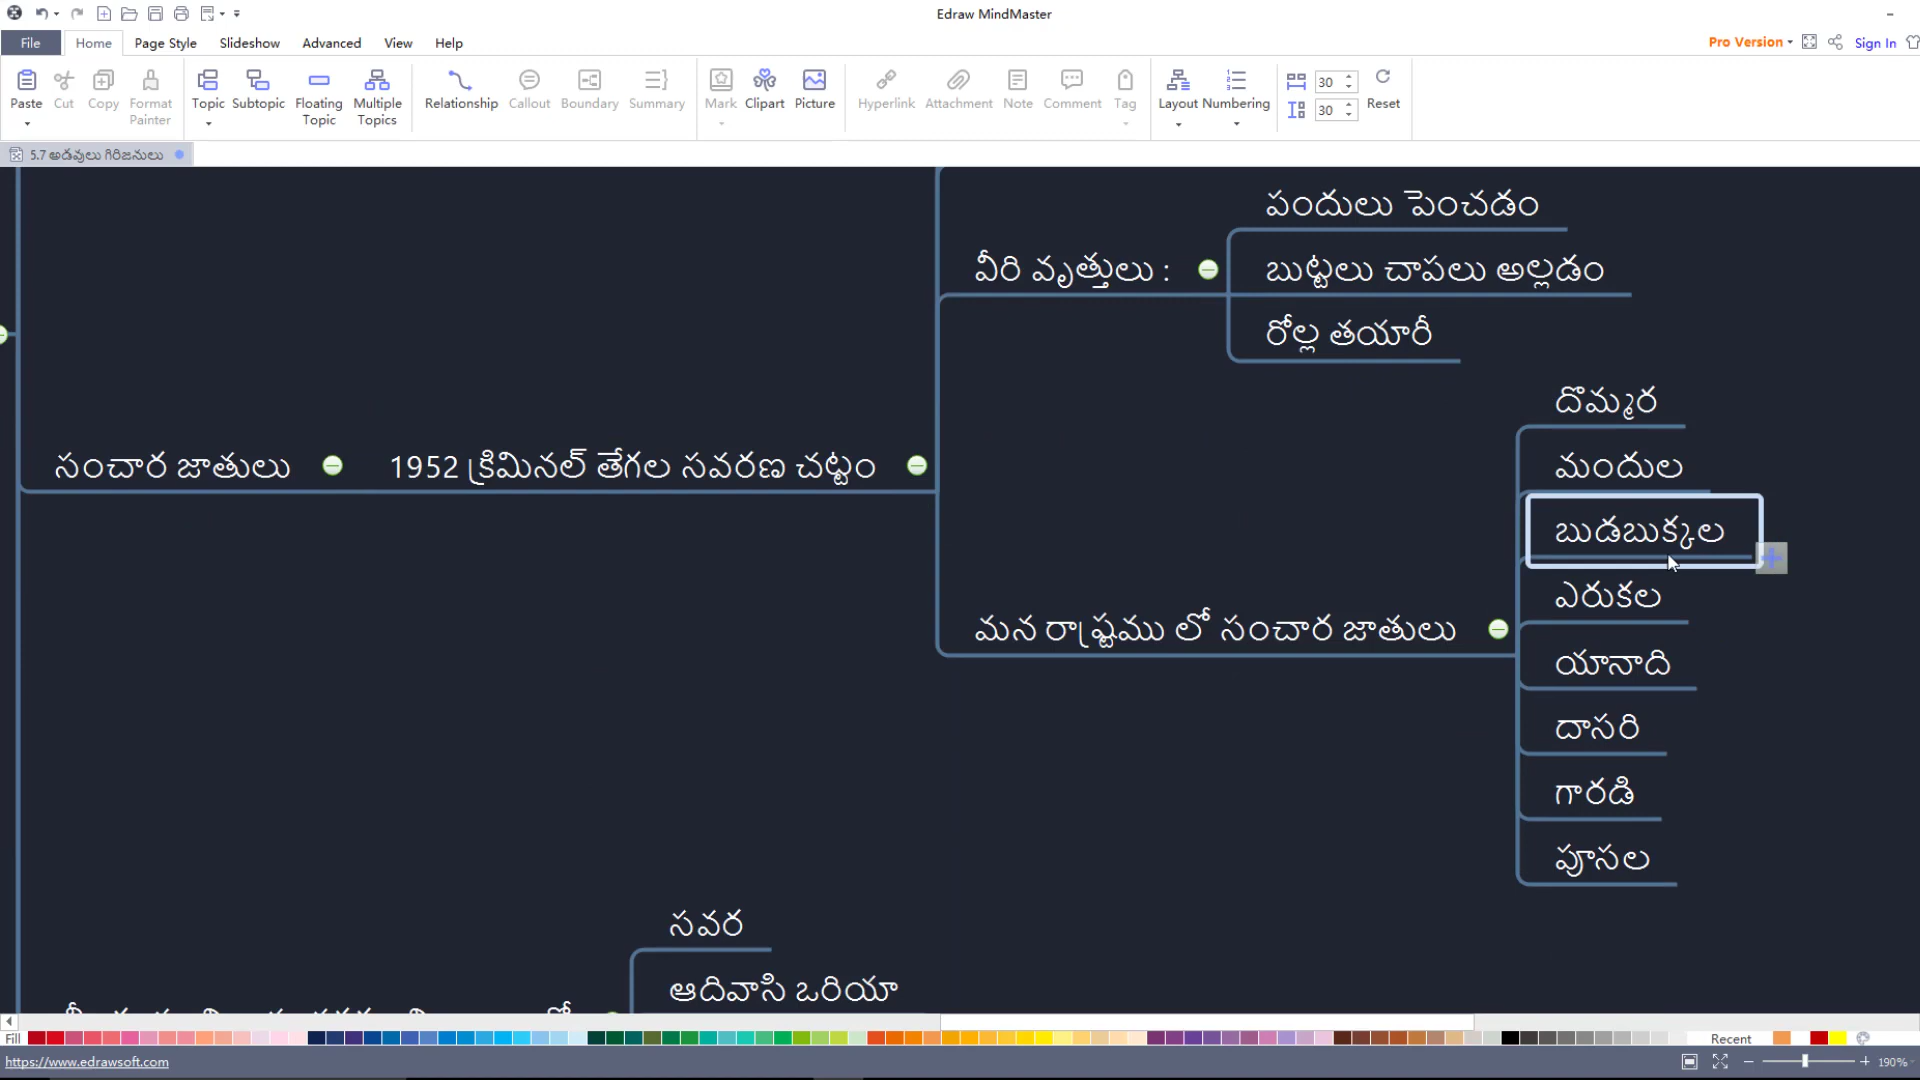 Edraw MindMaster
File Home Page Style Slideshow Advanced View Help
Pro Version Sign In
Paste Cut Copy Format Painter Topic Subtopic Floating Topic Multiple Topics Relationship Callout Boundary Summary Mark Clipart Picture Hyperlink Attachment Note Comment Tag Layout Numbering 30 30 Reset
5.7 అడవులు గిరిజనులు
పందులు పెంచడం
వీరి వృత్తులు :
బుట్టలు చాపలు అల్లడం
రోల్ల తయారీ
దొమ్మర
సంచార జాతులు
1952 క్రిమినల్ తేగల సవరణ చట్టం
మందుల
బుడబుక్కల
ఎరుకల
మన రాష్ట్రము లో సంచార జాతులు
యానాది
దాసరి
గారడి
పూసల
సవర
ఆదివాసి ఒరియా
Fill Recent
https://www.edrawsoft.com
190%